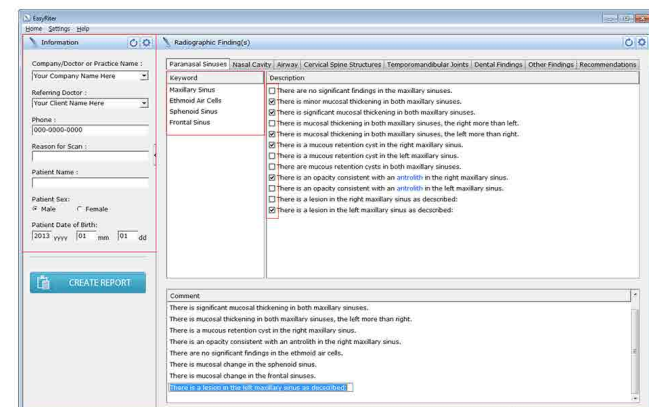 EasyRiter
Home Settings Help
Information
Radiographic Finding(s)
Company/Doctor or Practice Name :
Your Company Name Here
Referring Doctor :
Your Client Name Here
Phone :
000-0000-0000
Reason for Scan :
Patient Name :
Patient Sex:
Male Female
Patient Date of Birth:
2013 yyyy 01 mm 01 dd
CREATE REPORT
Paranasal Sinuses Nasal Cavity Airway Cervical Spine Structures Temporomandibular Joints Dental Findings Other Findings Recommendations
Keyword
Maxillary Sinus
Ethmoid Air Cells
Sphenoid Sinus
Frontal Sinus
Description
There are no significant findings in the maxillary sinuses.
There is minor mucosal thickening in both maxillary sinuses.
There is significant mucosal thickening in both maxillary sinuses.
There is mucosal thickening in both maxillary sinuses, the right more than left.
There is mucosal thickening in both maxillary sinuses, the left more than right.
There is a mucous retention cyst in the right maxillary sinus.
There is a mucous retention cyst in the left maxillary sinus.
There are mucous retention cysts in both maxillary sinuses.
There is an opacity consistent with an antrolith in the right maxillary sinus.
There is an opacity consistent with an antrolith in the left maxillary sinus.
There is a lesion in the right maxillary sinus as decscribed:
There is a lesion in the left maxillary sinus as decscribed:
Comment
There is significant mucosal thickening in both maxillary sinuses.
There is mucosal thickening in both maxillary sinuses, the left more than right.
There is a mucous retention cyst in the right maxillary sinus.
There is an opacity consistent with an antrolith in the right maxillary sinus.
There are no significant findings in the ethmoid air cells.
There is mucosal change in the sphenoid sinus.
There is mucosal change in the frontal sinuses.
There is a lesion in the left maxillary sinus as decscribed: